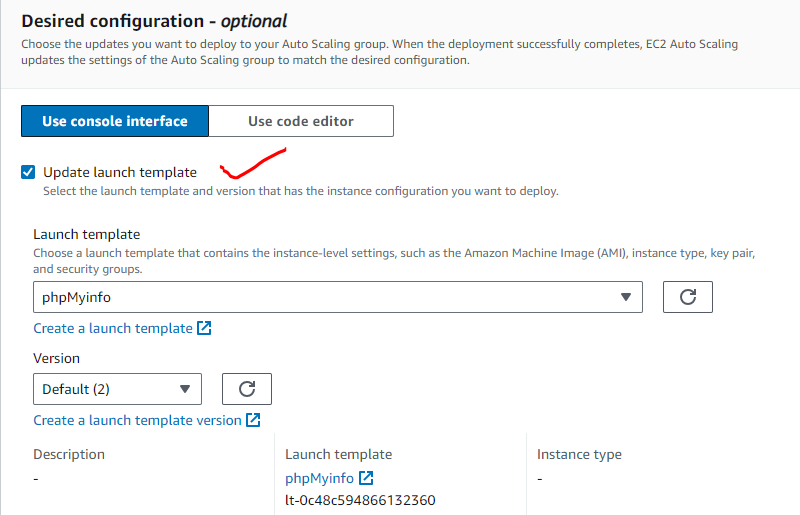 Desired configuration - optional
Choose the updates you want to deploy to your Auto Scaling group. When the deployment successfully completes, EC2 Auto Scaling
updates the settings of the Auto Scaling group to match the desired configuration.
Use console interface
Use code editor
Update launch template
Select the launch template and version that has the instance configuration you want to deploy.
Launch template
Choose a launch template that contains the instance-level settings, such as the Amazon Machine Image (AMI), instance type, key pair,
and security groups.
phpMyinfo
Create a launch template
Version
Default (2)
Create a launch template version
Description
-
Launch template
phpMyinfo
lt-0c48c594866132360
Instance type
-